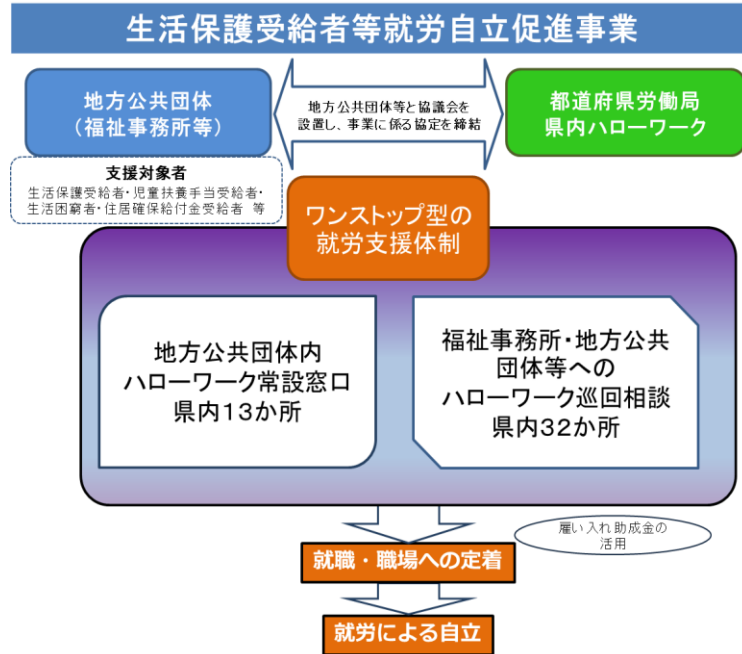 生活保護受給者等就労自立促進事業
地方公共団体
（福祉事務所等）
地方公共団体等と協議会を
設置し、事業に係る協定を締結
都道府県労働局
県内ハローワーク
支援対象者
生活保護受給者・児童扶養手当受給者・
生活困窮者・住居確保給付金受給者 等
ワンストップ型の
就労支援体制
地方公共団体内
ハローワーク常設窓口
県内13か所
福祉事務所・地方公共
団体等への
ハローワーク巡回相談
県内32か所
雇い入れ助成金の
活用
就職・職場への定着
就労による自立